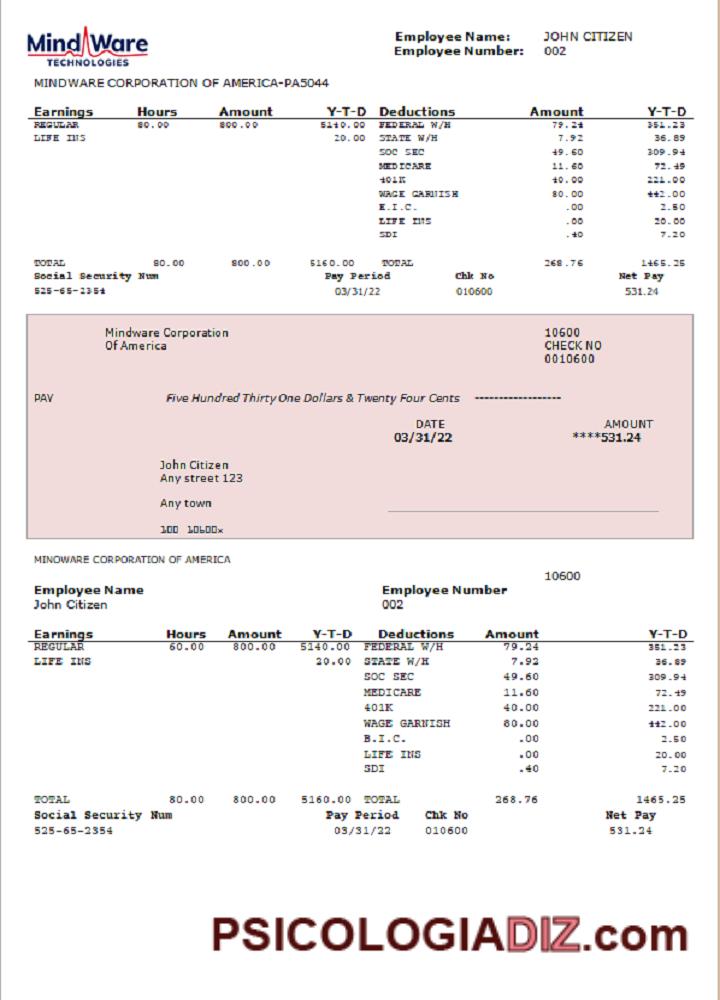 MindWare
TECHNOLOGIES
Employee Name: JOHN CITIZEN
Employee Number: 002
MINDWARE CORPORATION OF AMERICA-PA5044
Earnings Hours Amount Y-T-D Deductions Amount Y-T-D
REGULAR 80.00 800.00 5140.00 FEDERAL W/H 79.24 351.23
LIFE INS 20.00 STATE W/H 7.92 36.89
SOC SEC 49.60 309.94
MEDICARE 11.60 72.49
401K 40.00 221.00
WAGE GARNISH 80.00 442.00
E.I.C. .00 2.50
LIFE INS .00 20.00
SDI .40 7.20
TOTAL 80.00 800.00 5160.00 TOTAL 268.76 1465.25
Social Security Num Pay Period Chk No Net Pay
525-65-2354 03/31/22 010600 531.24
Mindware Corporation 10600
Of America CHECK NO
0010600
PAY Five Hundred Thirty One Dollars & Twenty Four Cents ------------------
DATE AMOUNT
03/31/22 ****531.24
John Citizen
Any street 123
Any town
100 10600x
MINDWARE CORPORATION OF AMERICA
10600
Employee Name Employee Number
John Citizen 002
Earnings Hours Amount Y-T-D Deductions Amount Y-T-D
REGULAR 60.00 800.00 5140.00 FEDERAL W/H 79.24 351.23
LIFE INS 20.00 STATE W/H 7.92 36.89
SOC SEC 49.60 309.94
MEDICARE 11.60 72.49
401K 40.00 221.00
WAGE GARNISH 80.00 442.00
B.I.C. .00 2.50
LIFE INS .00 20.00
SDI .40 7.20
TOTAL 80.00 800.00 5160.00 TOTAL 268.76 1465.25
Social Security Num Pay Period Chk No Net Pay
525-65-2354 03/31/22 010600 531.24
PSICOLOGIADIZ.com